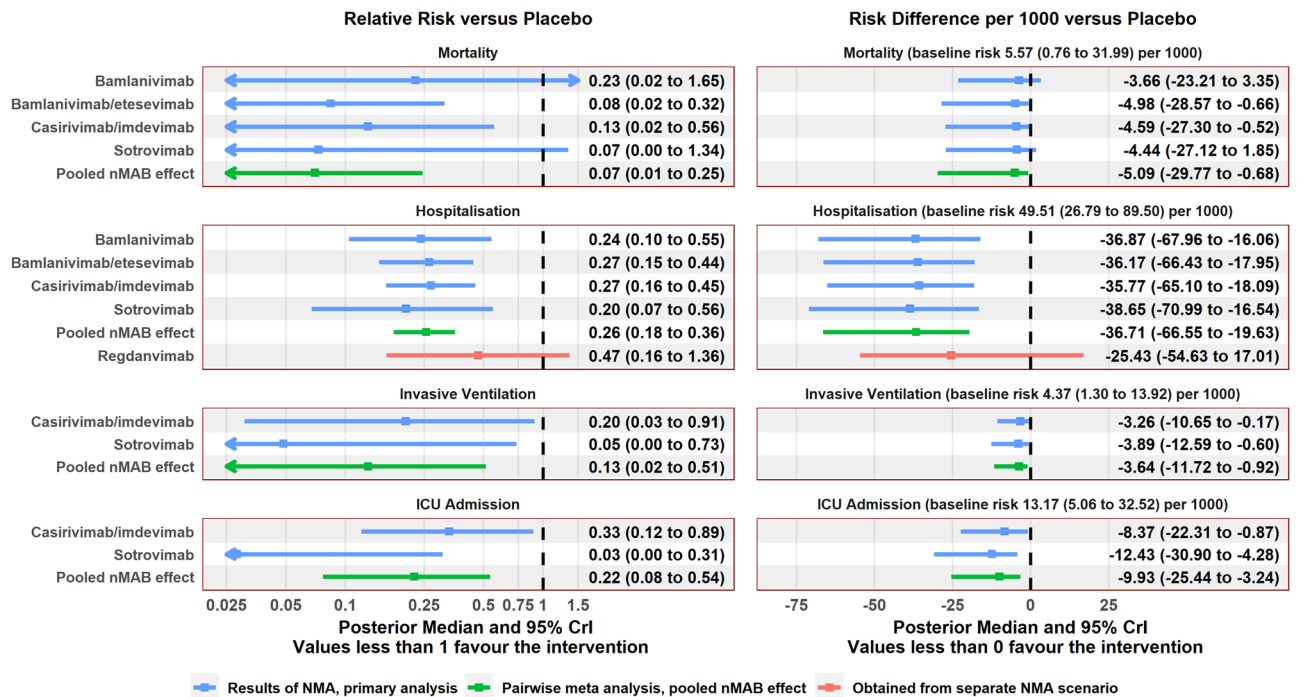 Relative Risk versus Placebo
Risk Difference per 1000 versus Placebo
Mortality
Mortality (baseline risk 5.57 (0.76 to 31.99) per 1000)
Bamlanivimab 0.23 (0.02 to 1.65) -3.66 (-23.21 to 3.35)
Bamlanivimab/etesevimab 0.08 (0.02 to 0.32) -4.98 (-28.57 to -0.66)
Casirivimab/imdevimab 0.13 (0.02 to 0.56) -4.59 (-27.30 to -0.52)
Sotrovimab 0.07 (0.00 to 1.34) -4.44 (-27.12 to 1.85)
Pooled nMAB effect 0.07 (0.01 to 0.25) -5.09 (-29.77 to -0.68)
Hospitalisation
Hospitalisation (baseline risk 49.51 (26.79 to 89.50) per 1000)
Bamlanivimab 0.24 (0.10 to 0.55) -36.87 (-67.96 to -16.06)
Bamlanivimab/etesevimab 0.27 (0.15 to 0.44) -36.17 (-66.43 to -17.95)
Casirivimab/imdevimab 0.27 (0.16 to 0.45) -35.77 (-65.10 to -18.09)
Sotrovimab 0.20 (0.07 to 0.56) -38.65 (-70.99 to -16.54)
Pooled nMAB effect 0.26 (0.18 to 0.36) -36.71 (-66.55 to -19.63)
Regdanvimab 0.47 (0.16 to 1.36) -25.43 (-54.63 to 17.01)
Invasive Ventilation
Invasive Ventilation (baseline risk 4.37 (1.30 to 13.92) per 1000)
Casirivimab/imdevimab 0.20 (0.03 to 0.91) -3.26 (-10.65 to -0.17)
Sotrovimab 0.05 (0.00 to 0.73) -3.89 (-12.59 to -0.60)
Pooled nMAB effect 0.13 (0.02 to 0.51) -3.64 (-11.72 to -0.92)
ICU Admission
ICU Admission (baseline risk 13.17 (5.06 to 32.52) per 1000)
Casirivimab/imdevimab 0.33 (0.12 to 0.89) -8.37 (-22.31 to -0.87)
Sotrovimab 0.03 (0.00 to 0.31) -12.43 (-30.90 to -4.28)
Pooled nMAB effect 0.22 (0.08 to 0.54) -9.93 (-25.44 to -3.24)
0.025 0.05 0.1 0.25 0.5 0.75 1 1.5
-75 -50 -25 0 25
Posterior Median and 95% CrI
Values less than 1 favour the intervention
Posterior Median and 95% CrI
Values less than 0 favour the intervention
Results of NMA, primary analysis
Pairwise meta analysis, pooled nMAB effect
Obtained from separate NMA scenario